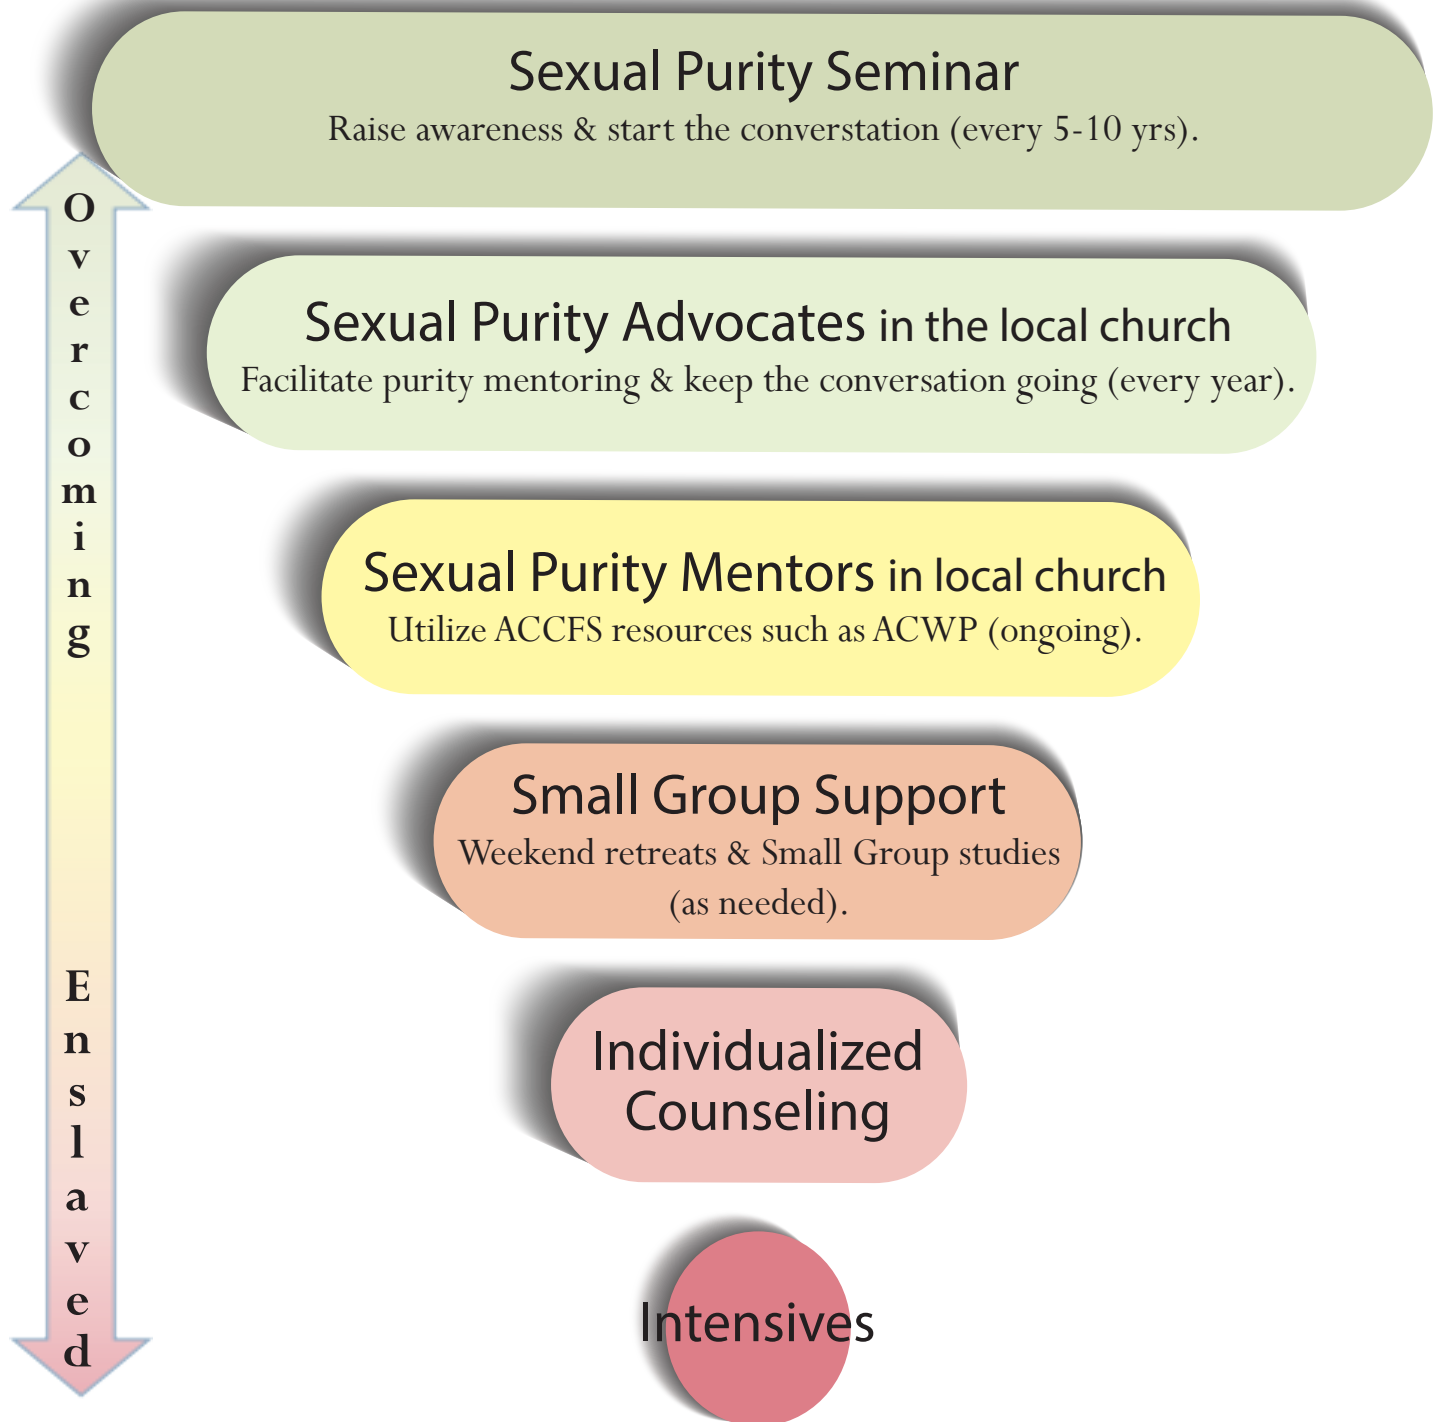 Sexual Purity Seminar
Raise awareness & start the converstation (every 5-10 yrs).
Overcoming
Sexual Purity Advocates in the local church
Facilitate purity mentoring & keep the conversation going (every year).
Sexual Purity Mentors in local church
Utilize ACCFS resources such as ACWP (ongoing).
Small Group Support
Weekend retreats & Small Group studies
(as needed).
Enslaved
Individualized
Counseling
Intensives